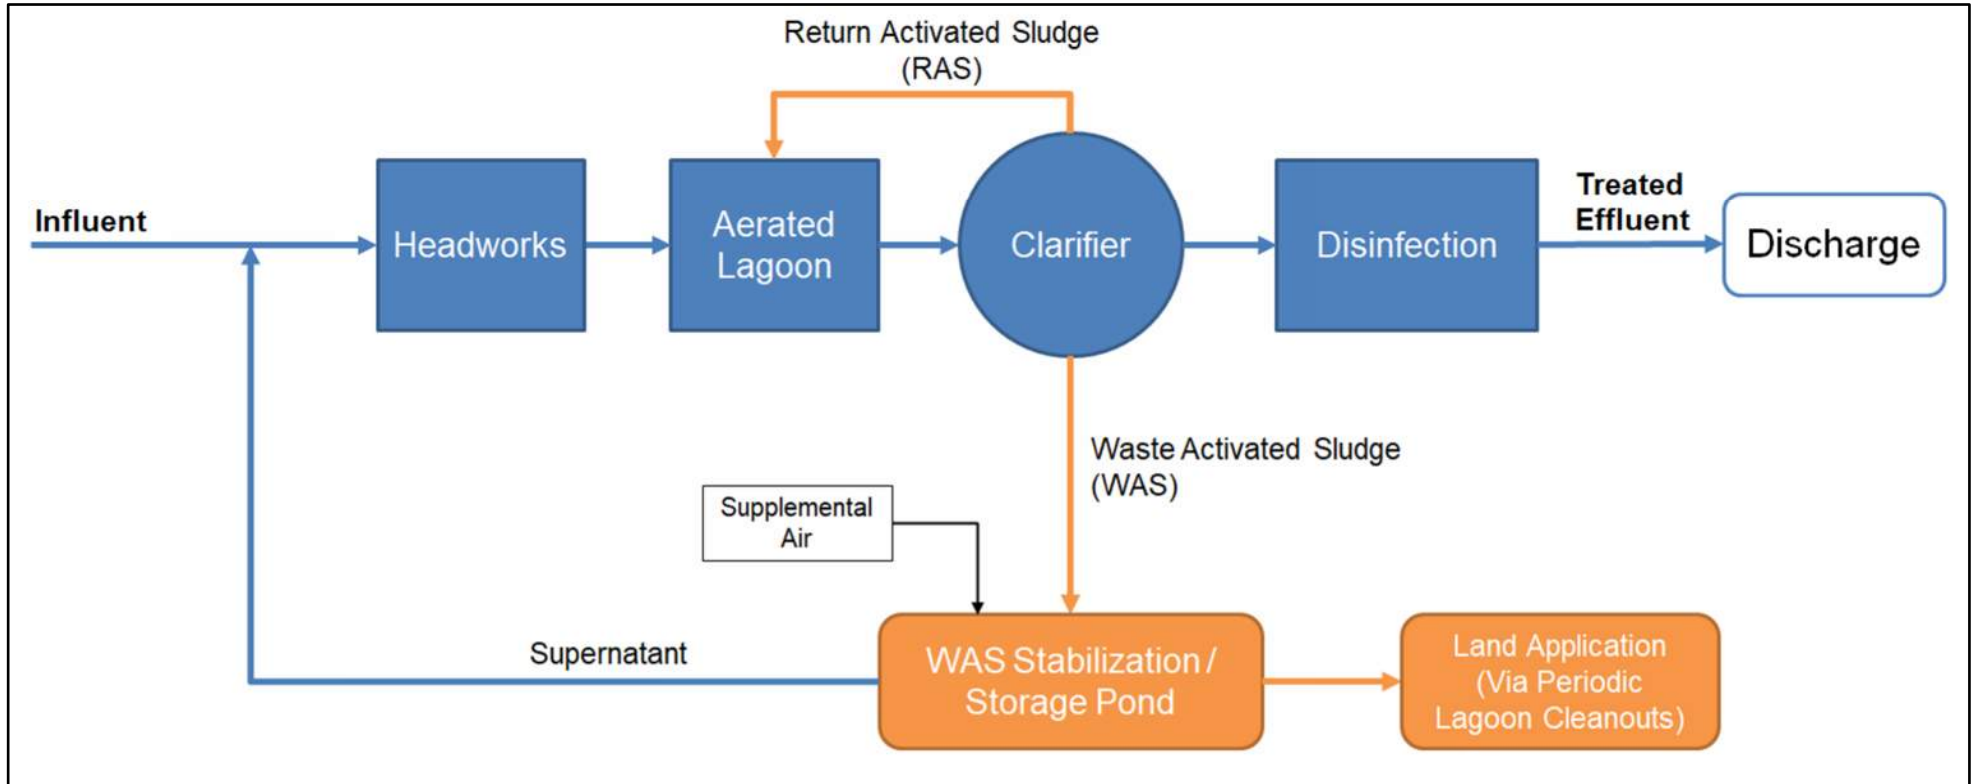 Return Activated Sludge
(RAS)
Influent
Headworks
Aerated
Lagoon
Clarifier
Disinfection
Treated
Effluent
Discharge
Waste Activated Sludge
(WAS)
Supplemental
Air
Supernatant
WAS Stabilization /
Storage Pond
Land Application
(Via Periodic
Lagoon Cleanouts)